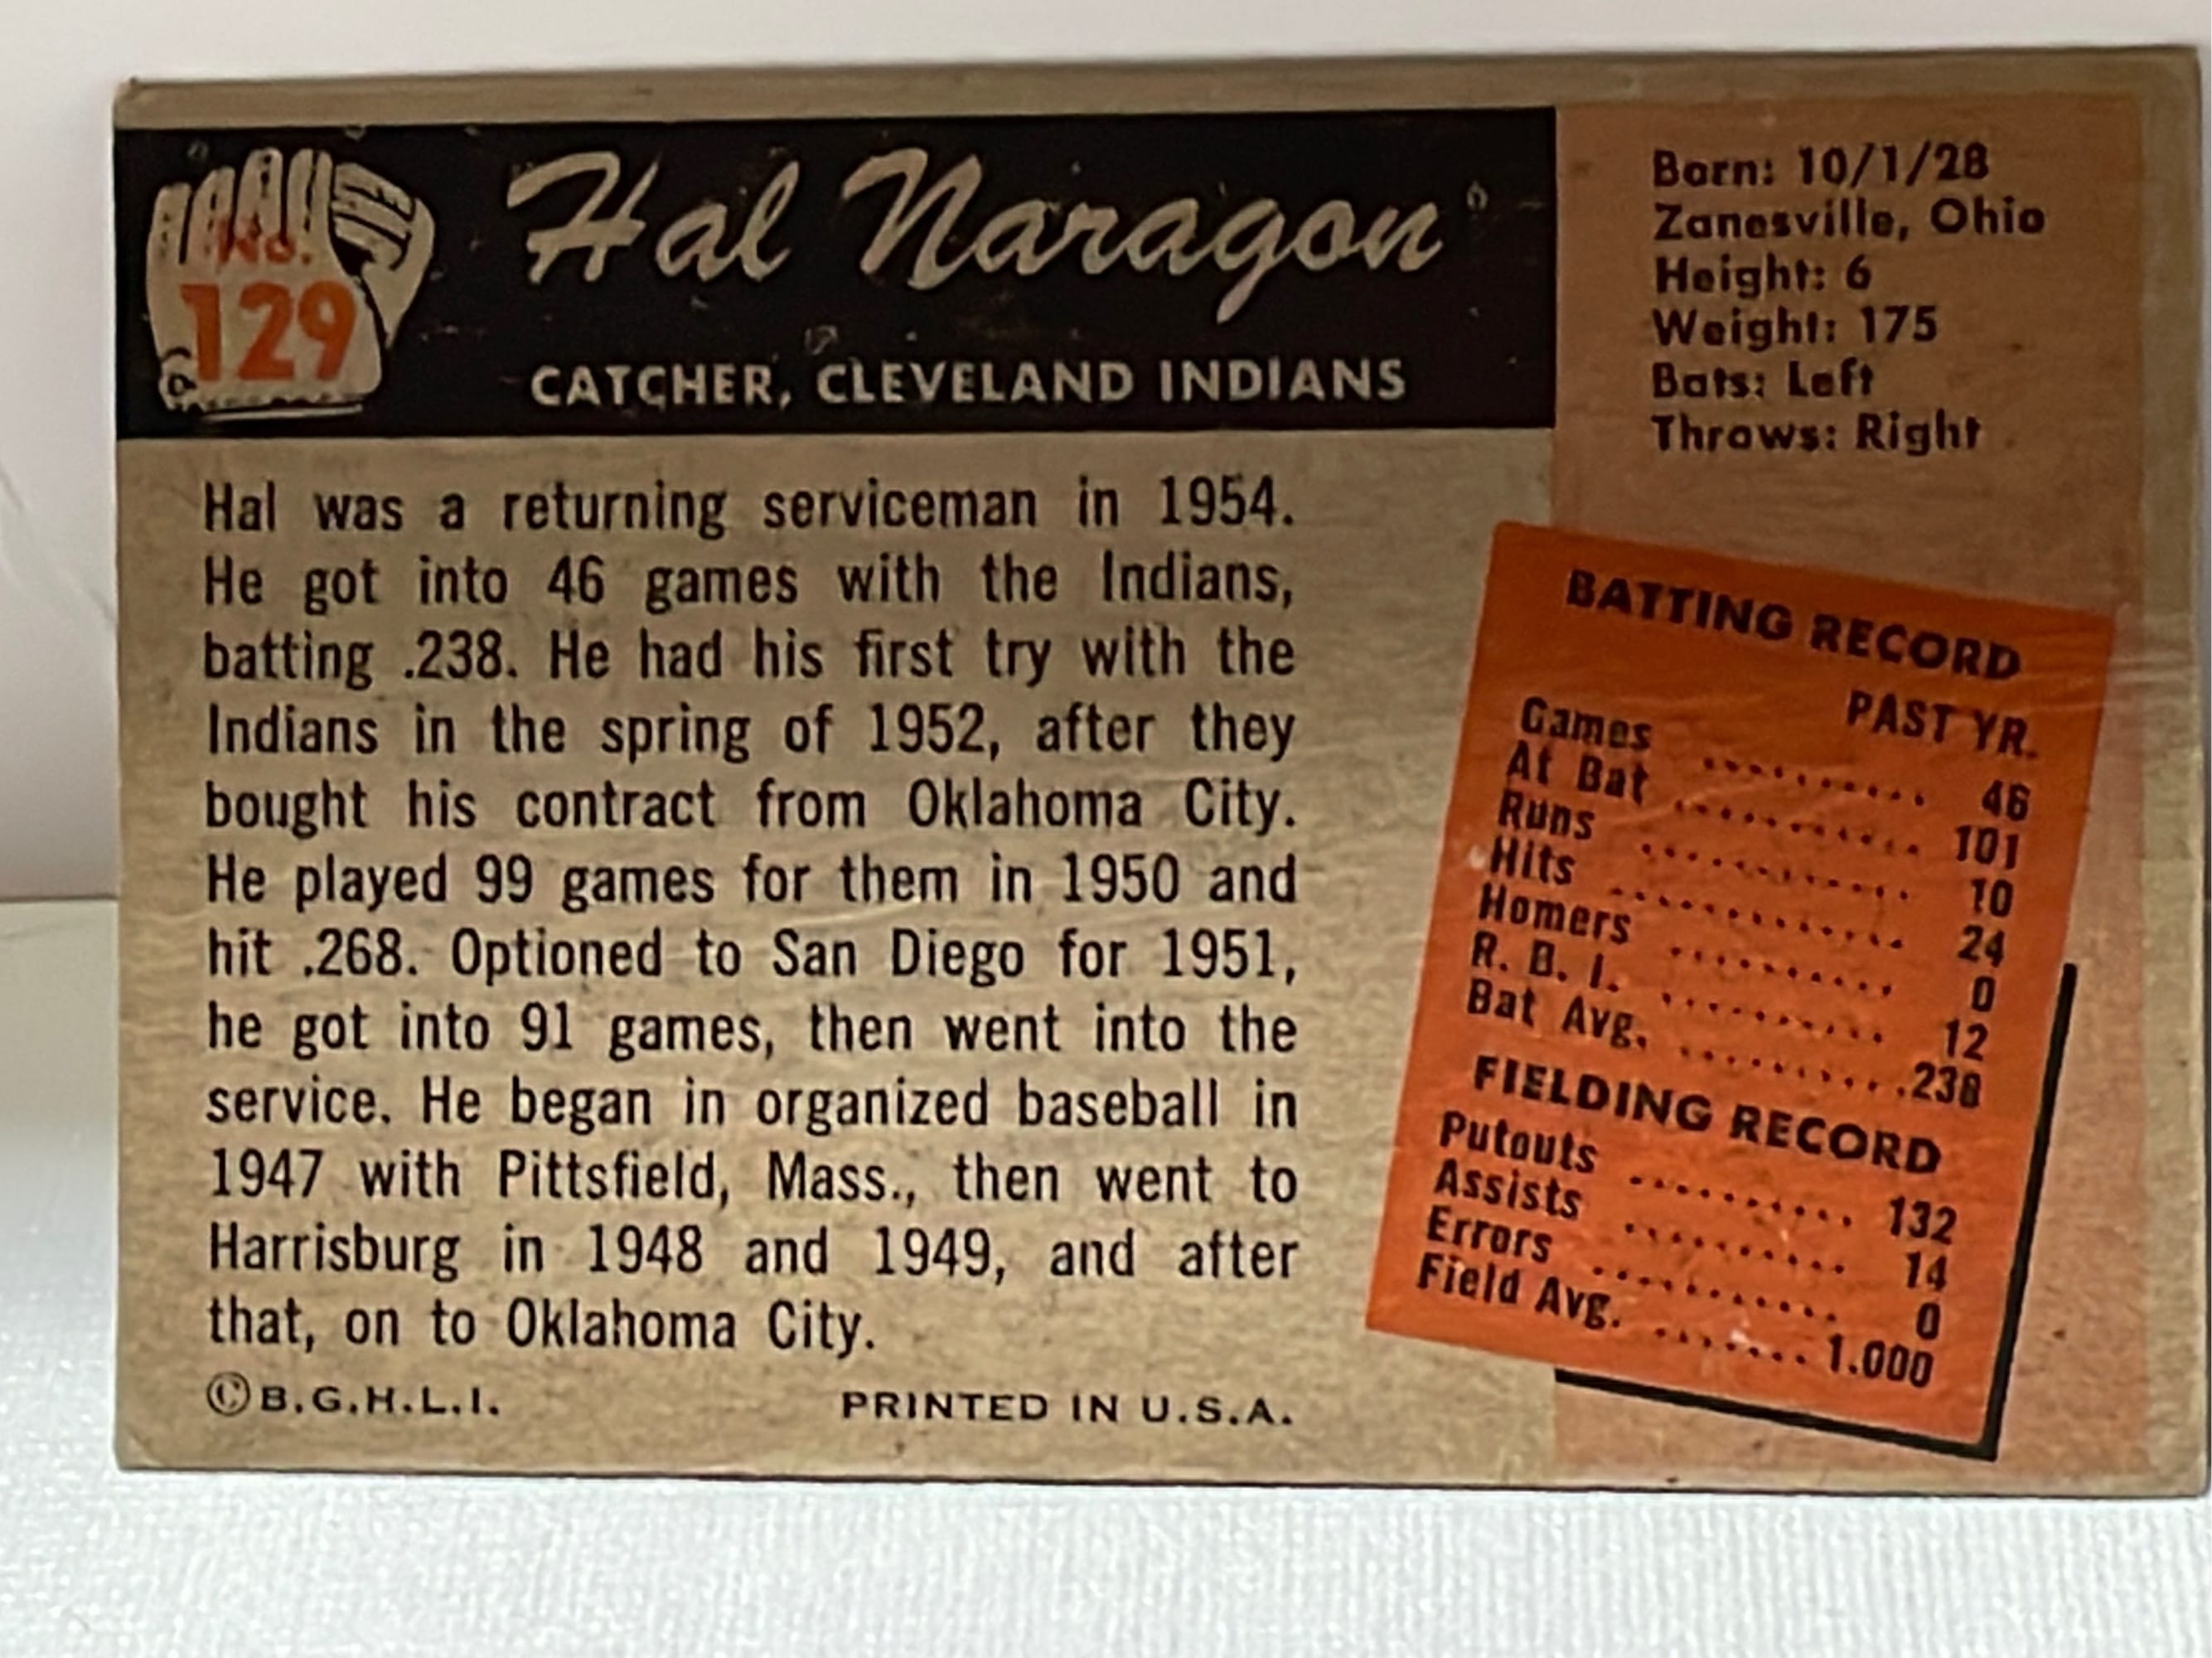 No.
129
Hal Naragon
CATCHER, CLEVELAND INDIANS
Born: 10/1/28
Zanesville, Ohio
Height: 6
Weight: 175
Bats: Left
Throws: Right
Hal was a returning serviceman in 1954.
He got into 46 games with the Indians,
batting .238. He had his first try with the
Indians in the spring of 1952, after they
bought his contract from Oklahoma City.
He played 99 games for them in 1950 and
hit .268. Optioned to San Diego for 1951,
he got into 91 games, then went into the
service. He began in organized baseball in
1947 with Pittsfield, Mass., then went to
Harrisburg in 1948 and 1949, and after
that, on to Oklahoma City.
©B.G.H.L.I. PRINTED IN U.S.A.
BATTING RECORD
PAST YR.
Games .......... 46
At Bat ........... 101
Runs ............ 10
Hits ............. 24
Homers .......... 0
R. B. I. .......... 12
Bat Avg. ..........238
FIELDING RECORD
Putouts .......... 132
Assists .......... 14
Errors ........... 0
Field Avg. ....... 1.000